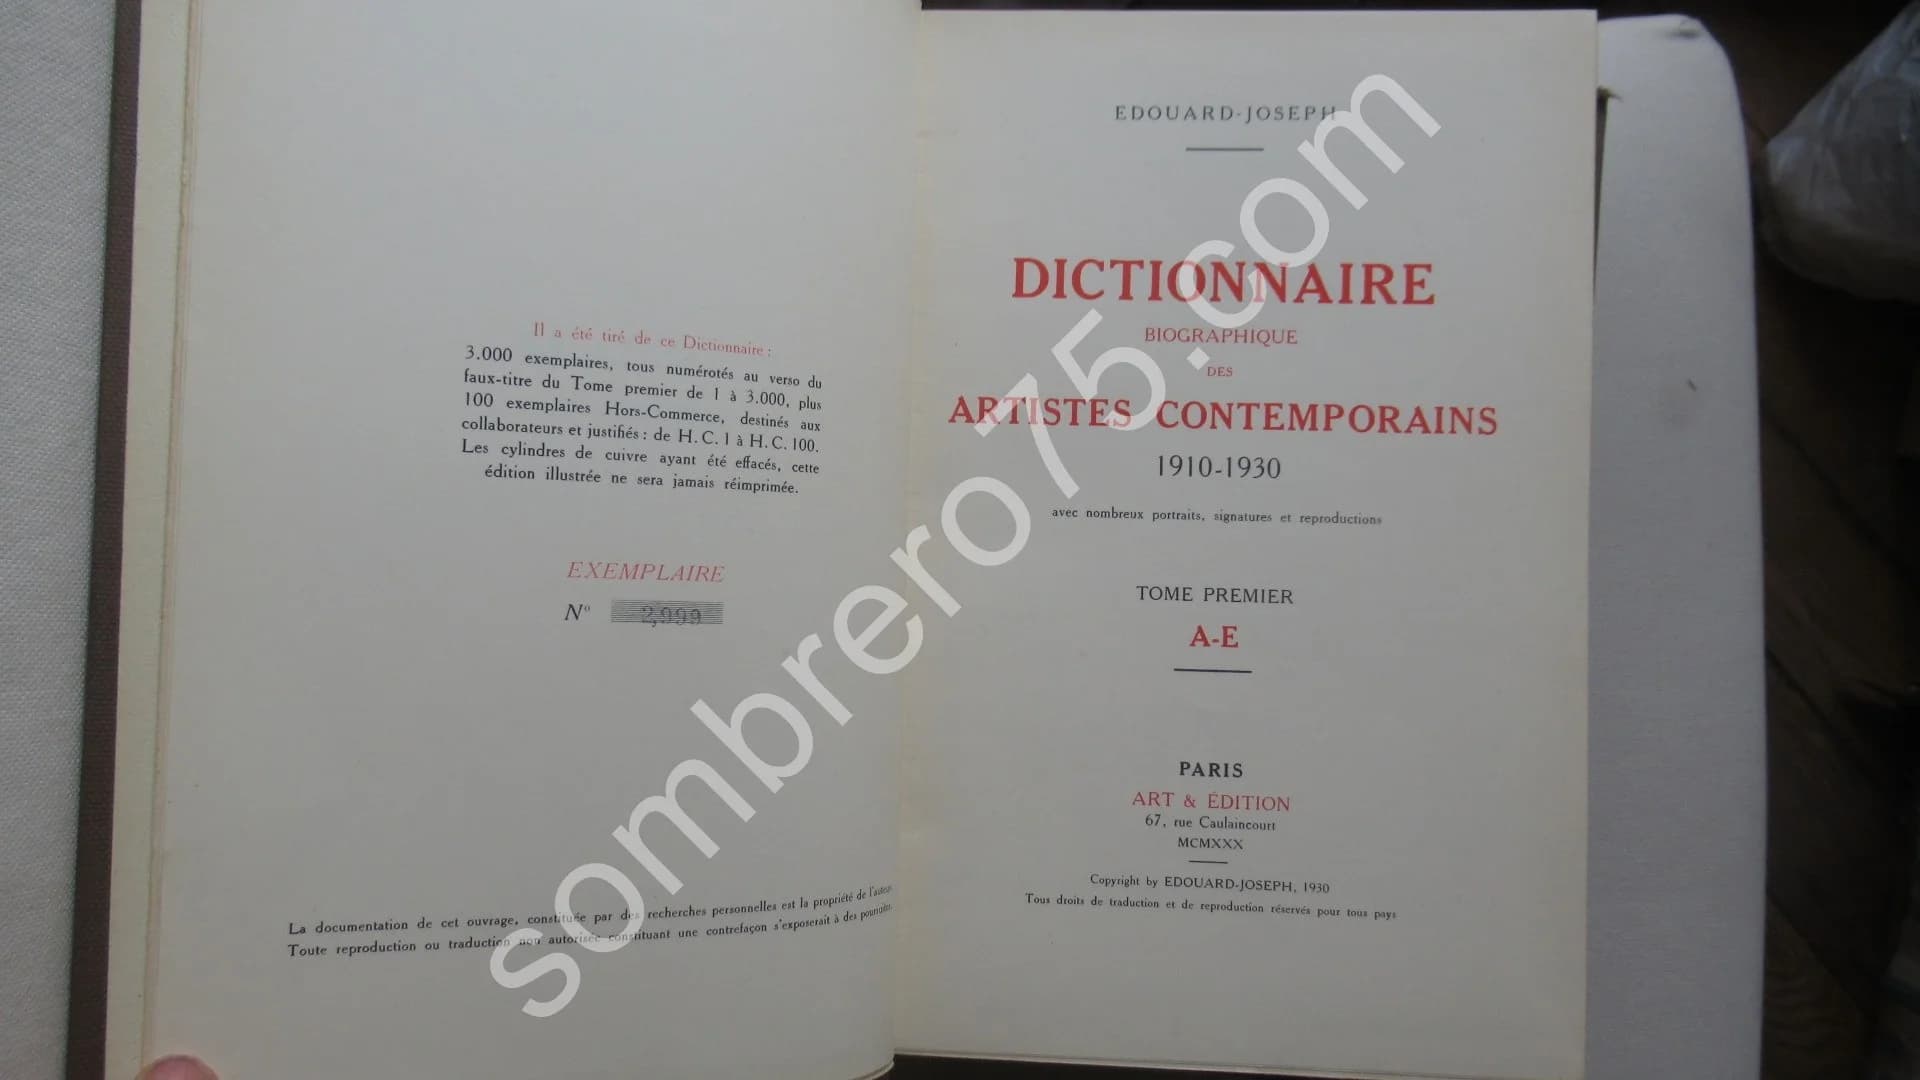 Il a été tiré de ce Dictionnaire :
3.000 exemplaires, tous numérotés au verso du
faux-titre du Tome premier de 1 à 3.000, plus
100 exemplaires Hors-Commerce, destinés aux
collaborateurs et justifiés : de H. C. 1 à H. C. 100.
Les cylindres de cuivre ayant été effacés, cette
édition illustrée ne sera jamais réimprimée.
EXEMPLAIRE
N° 2,999
La documentation de cet ouvrage, constituée par des recherches personnelles est la propriété de l'auteur
Toute reproduction ou traduction non autorisée constituant une contrefaçon s'exposerait à des poursuites.
EDOUARD-JOSEPH
DICTIONNAIRE
BIOGRAPHIQUE
DES
ARTISTES CONTEMPORAINS
1910-1930
avec nombreux portraits, signatures et reproductions
TOME PREMIER
A-E
PARIS
ART & ÉDITION
67, rue Caulaincourt
MCMXXX
Copyright by EDOUARD-JOSEPH, 1930
Tous droits de traduction et de reproduction réservés pour tous pays
sombrero75.com